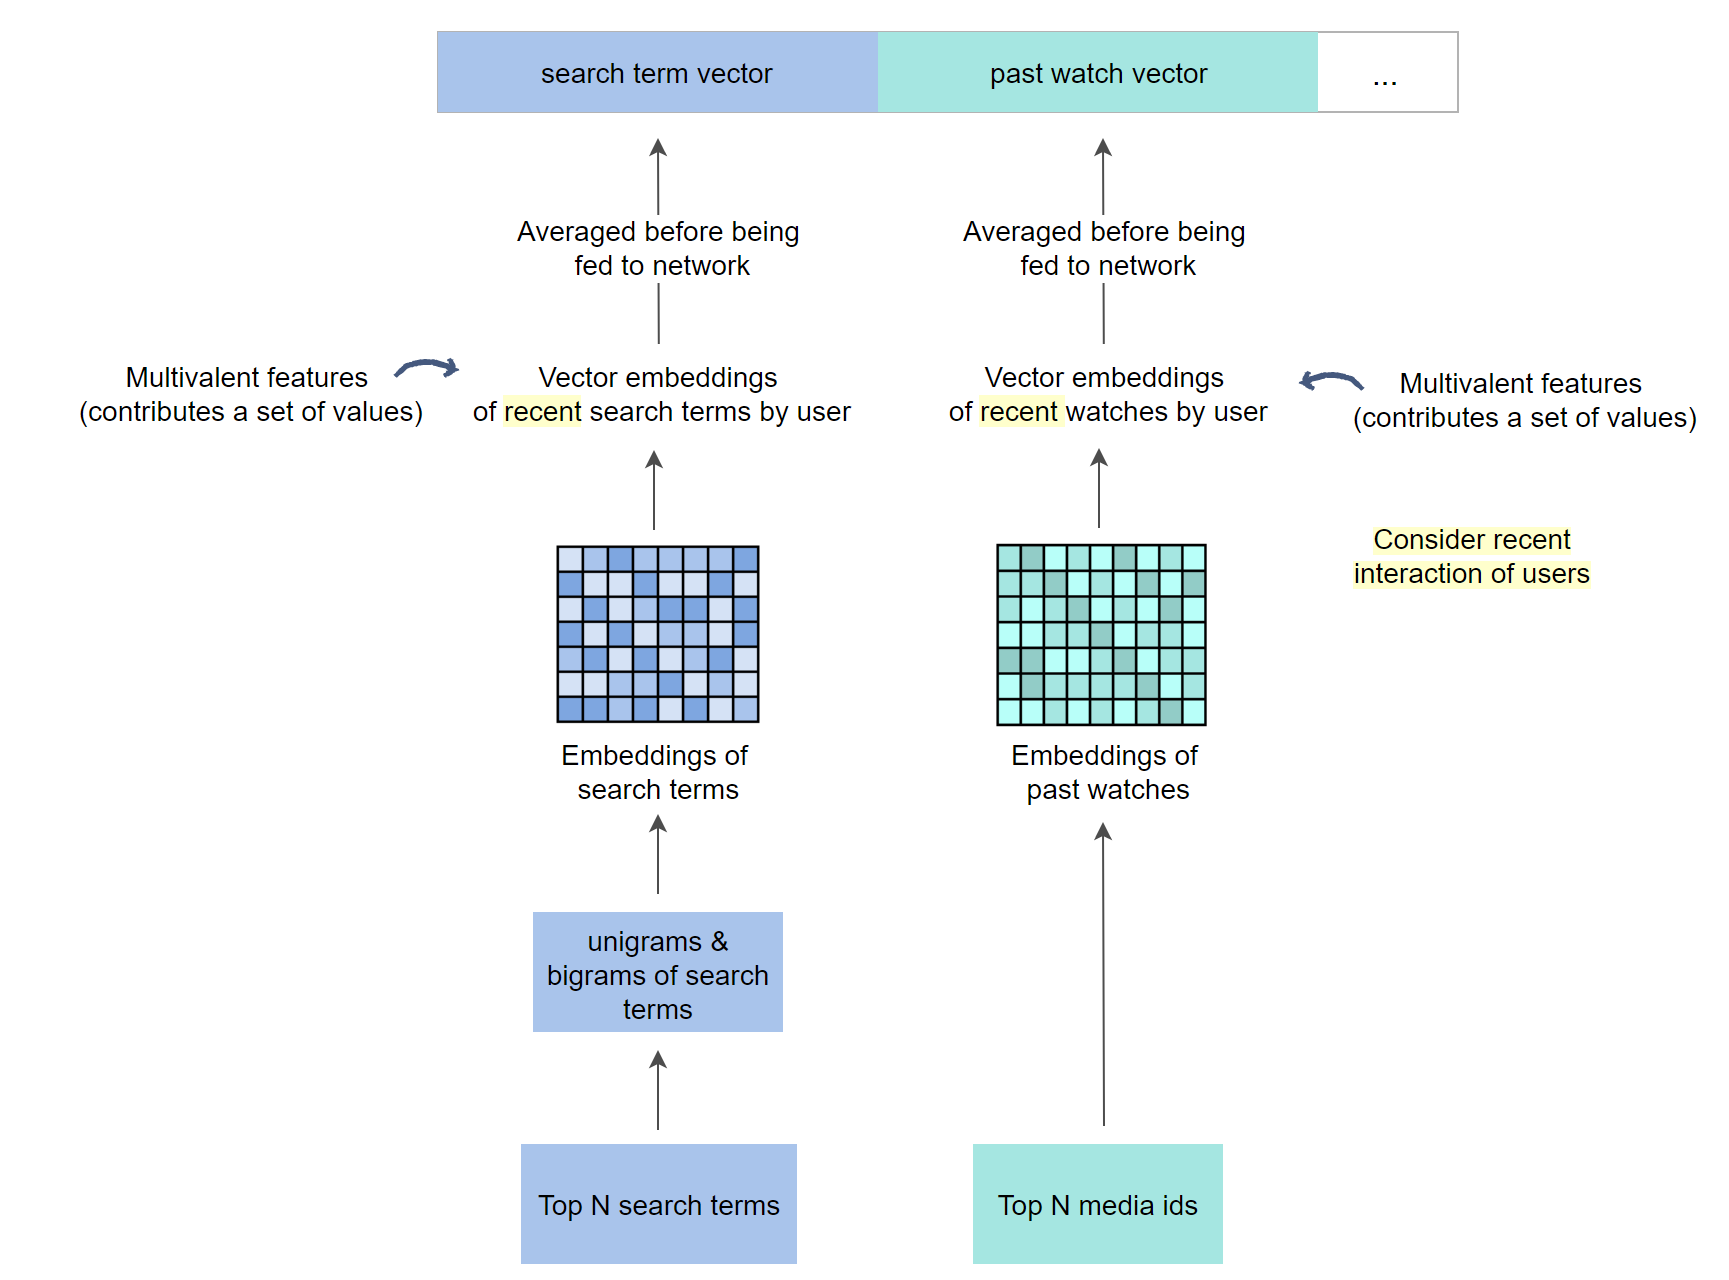 search term vector
past watch vector
...
Averaged before being
fed to network
Averaged before being
fed to network
Multivalent features
(contributes a set of values)
Vector embeddings
of recent search terms by user
Vector embeddings
of recent watches by user
Multivalent features
(contributes a set of values)
Consider recent
interaction of users
Embeddings of
search terms
Embeddings of
past watches
unigrams &
bigrams of search
terms
Top N search terms
Top N media ids